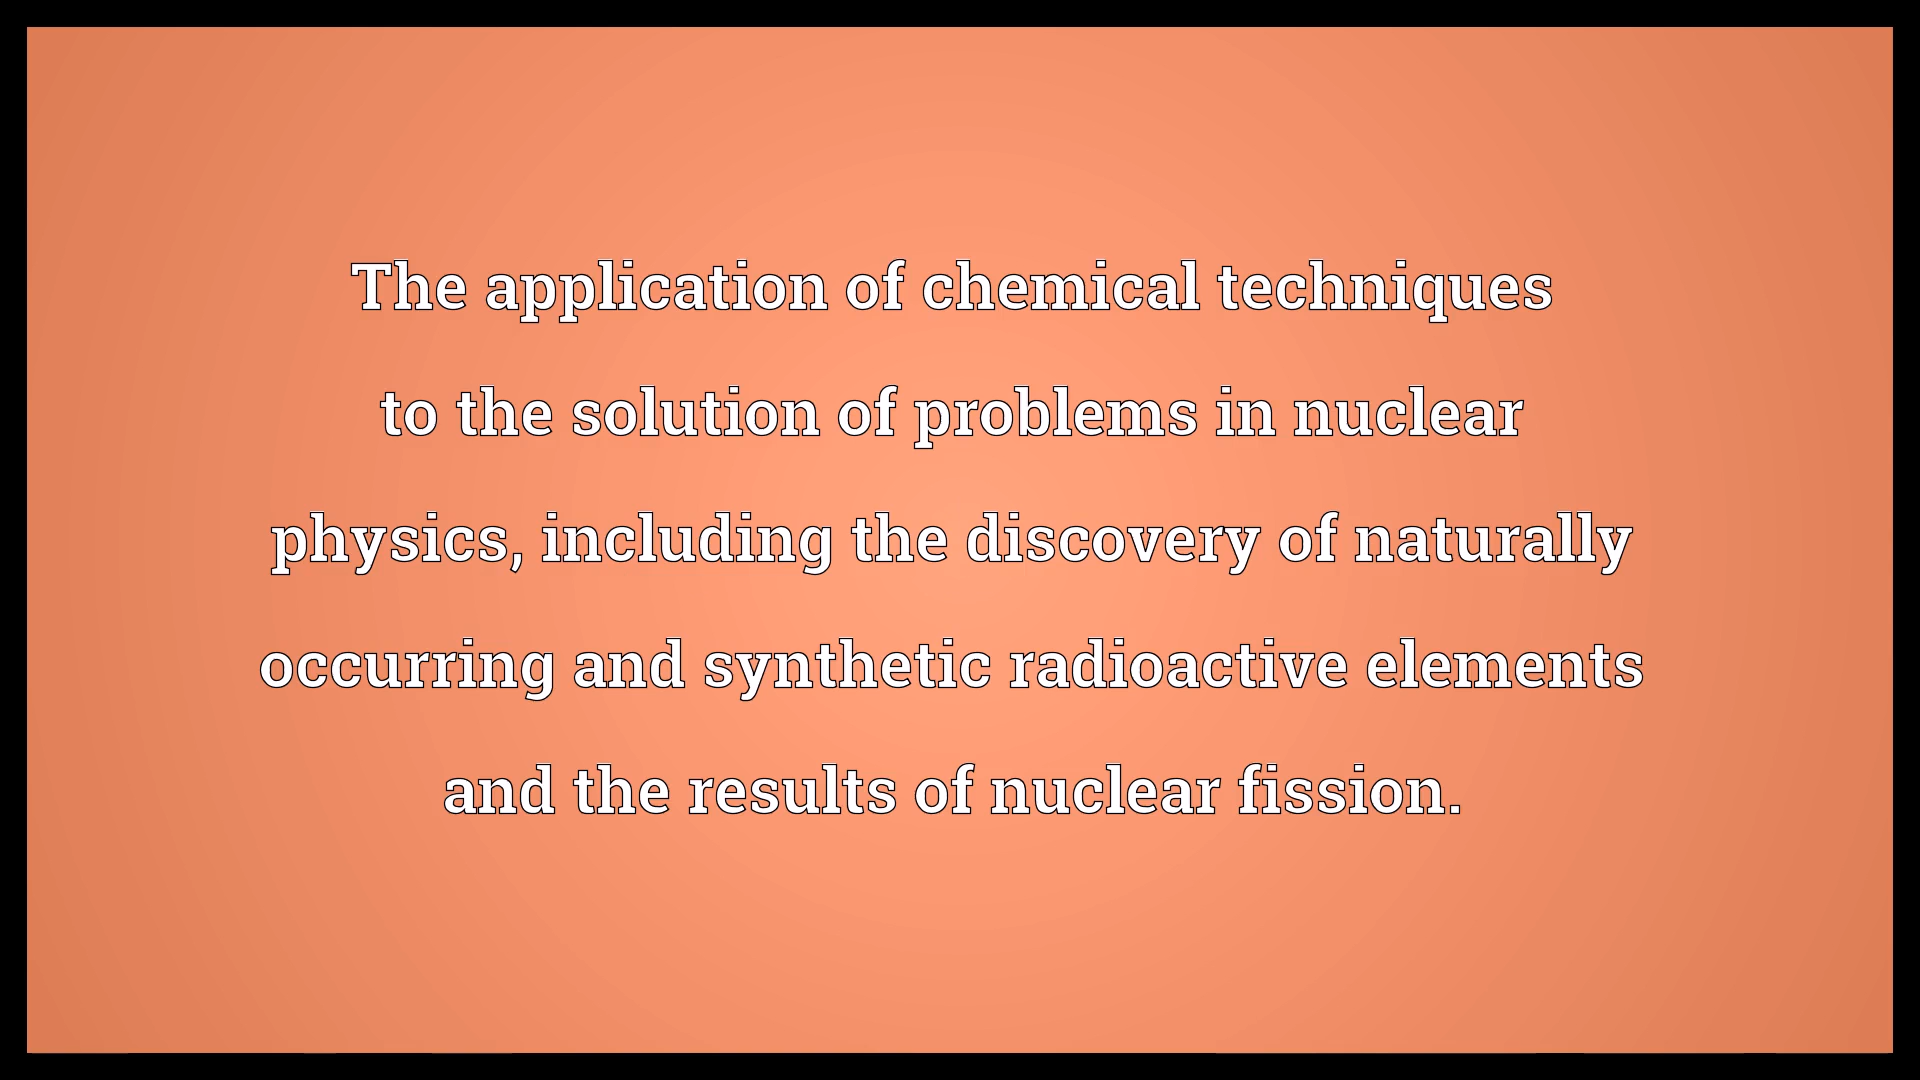 The application of chemical techniques
to the solution of problems in nuclear
physics, including the discovery of naturally
occurring and synthetic radioactive elements
and the results of nuclear fission.